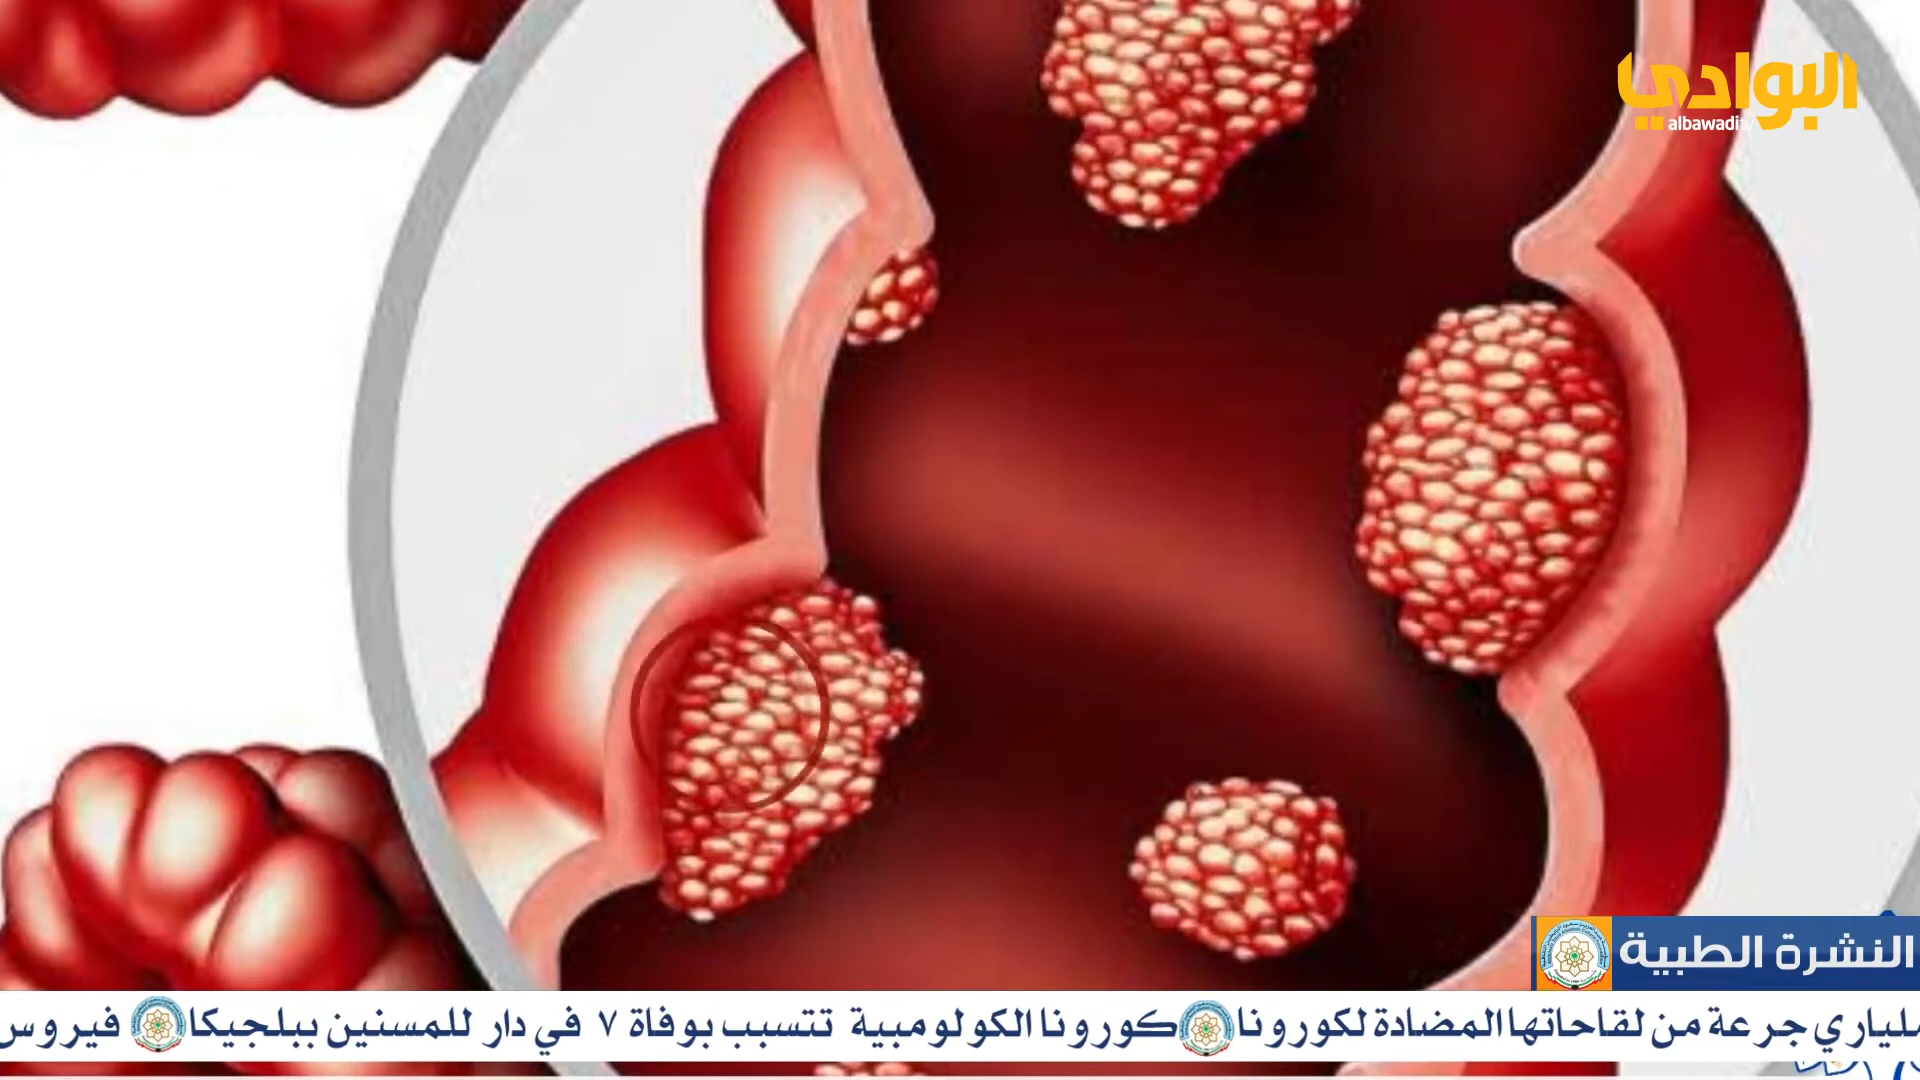 البوادي
albawaditv
النشرة الطبية
ملياري جرعة من لقاحاتها المضادة لكورونا كورونا الكولومبية تتسبب بوفاة ٧ في دار للمسنين ببلجيكا فيروس